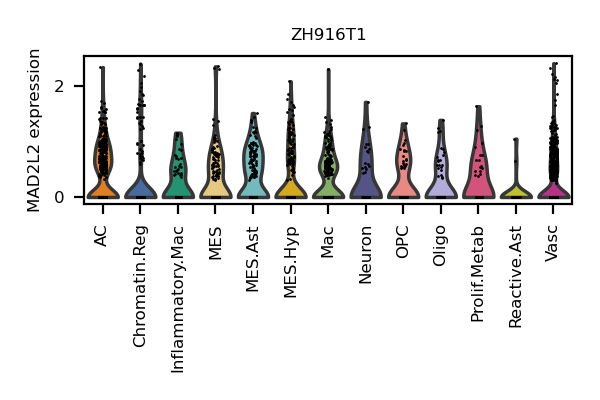 ZH916T1
MAD2L2 expression
2
0
AC
Chromatin.Reg
Inflammatory.Mac
MES
MES.Ast
MES.Hyp
Mac
Neuron
OPC
Oligo
Prolif.Metab
Reactive.Ast
Vasc